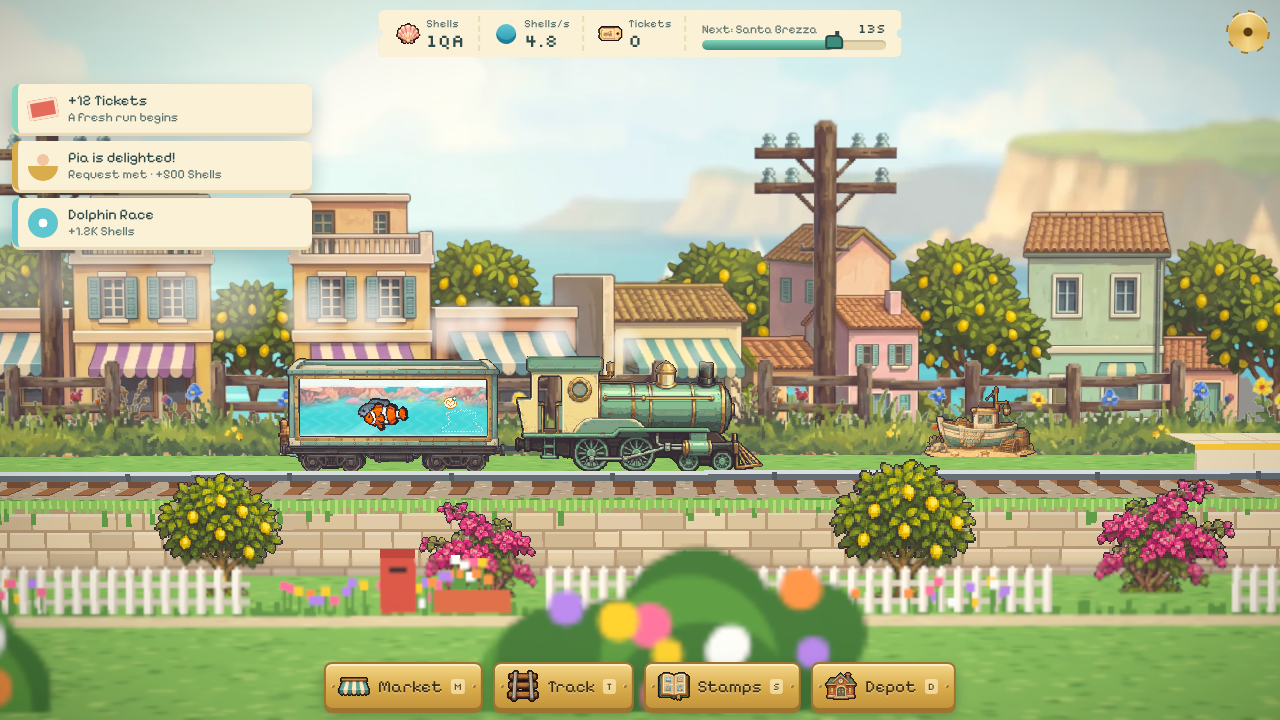 Shells
1QA
Shells/s
4.8
Tickets
0
Next: Santa Brezza
13S
+12 Tickets
A fresh run begins
Pia is delighted!
Request met · +900 Shells
Dolphin Race
+1.2K Shells
Market M
Track T
Stamps S
Depot D